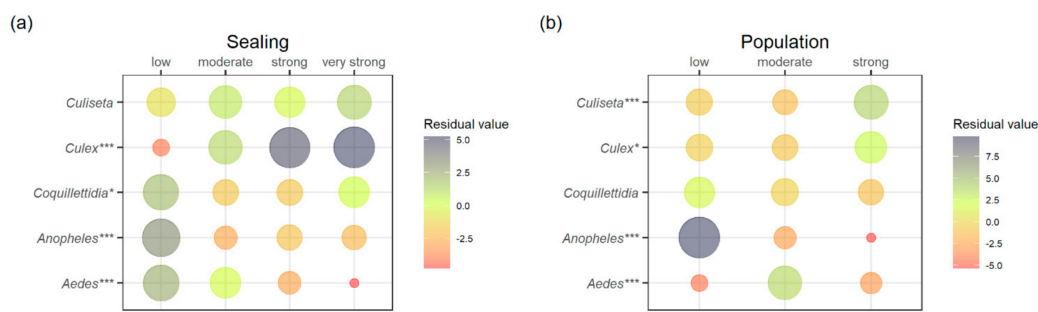 (a)
Sealing
low moderate strong very strong
Culiseta
Culex***
Coquillettidia*
Anopheles***
Aedes***
Residual value
5.0
2.5
0.0
-2.5
(b)
Population
low moderate strong
Culiseta***
Culex*
Coquillettidia
Anopheles***
Aedes***
Residual value
7.5
5.0
2.5
0.0
-2.5
-5.0